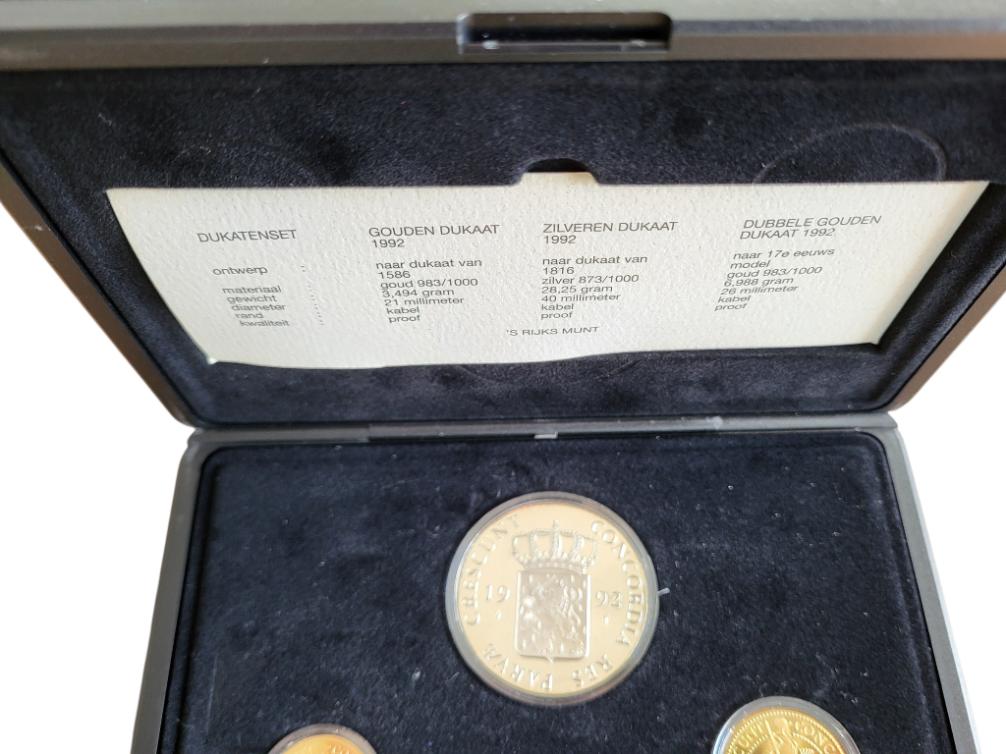 DUKATENSET GOUDEN DUKAAT ZILVEREN DUKAAT DUBBELE GOUDEN
1992 1992 DUKAAT 1992
ontwerp : naar dukaat van naar dukaat van naar 17e eeuws
1586 1816 model
materiaal : goud 983/1000 zilver 873/1000 goud 983/1000
gewicht : 3,494 gram 28,25 gram 6,988 gram
diameter : 21 millimeter 40 millimeter 26 millimeter
rand : kabel kabel kabel
kwaliteit : proof proof proof
'S RIJKS MUNT
CONCORDIA RES PARVÆ CRESCUNT
19 92